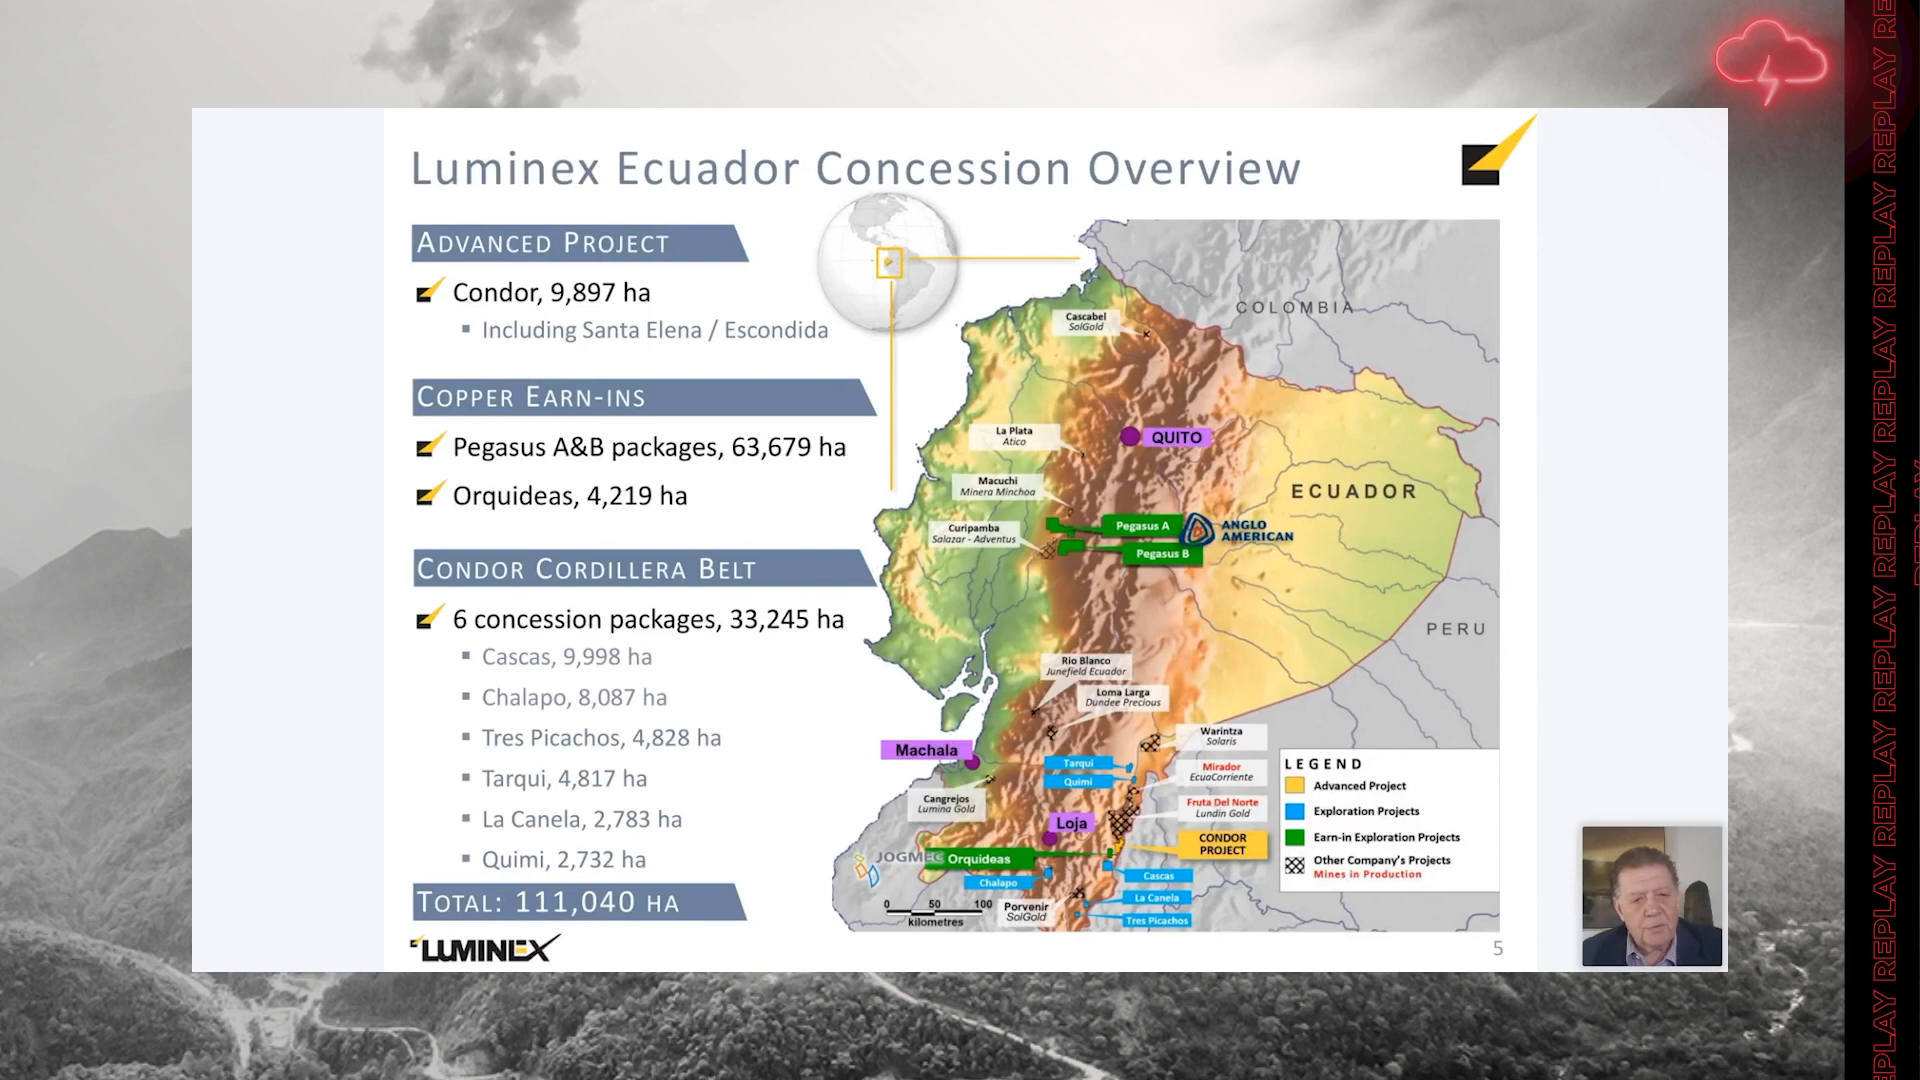 Luminex Ecuador Concession Overview
ADVANCED PROJECT
Condor, 9,897 ha
Including Santa Elena / Escondida
COPPER EARN-INS
Pegasus A&B packages, 63,679 ha
Orquideas, 4,219 ha
CONDOR CORDILLERA BELT
6 concession packages, 33,245 ha
Cascas, 9,998 ha
Chalapo, 8,087 ha
Tres Picachos, 4,828 ha
Tarqui, 4,817 ha
La Canela, 2,783 ha
Quimi, 2,732 ha
TOTAL: 111,040 HA
LUMINEX
COLOMBIA
Cascabel
SolGold
La Plata
Atico
QUITO
Macuchi
Minera Minchoa
ECUADOR
Curipamba
Salazar - Adventus
Pegasus A
Pegasus B
ANGLO
AMERICAN
PERU
Rio Blanco
Junefield Ecuador
Loma Larga
Dundee Precious
Warintza
Solaris
Machala
Tarqui
Quimi
Mirador
EcuaCorriente
Cangrejos
Lumina Gold
Fruta Del Norte
Lundin Gold
Loja
CONDOR
PROJECT
JOGMEC
Orquideas
Chalapo
Cascas
La Canela
Tres Picachos
Porvenir
SolGold
0 50 100
kilometres
LEGEND
Advanced Project
Exploration Projects
Earn-in Exploration Projects
Other Company's Projects
Mines in Production
5
REPLAY REPLAY REPLAY REPLAY REPLAY REPLAY REPLAY
REPLAY